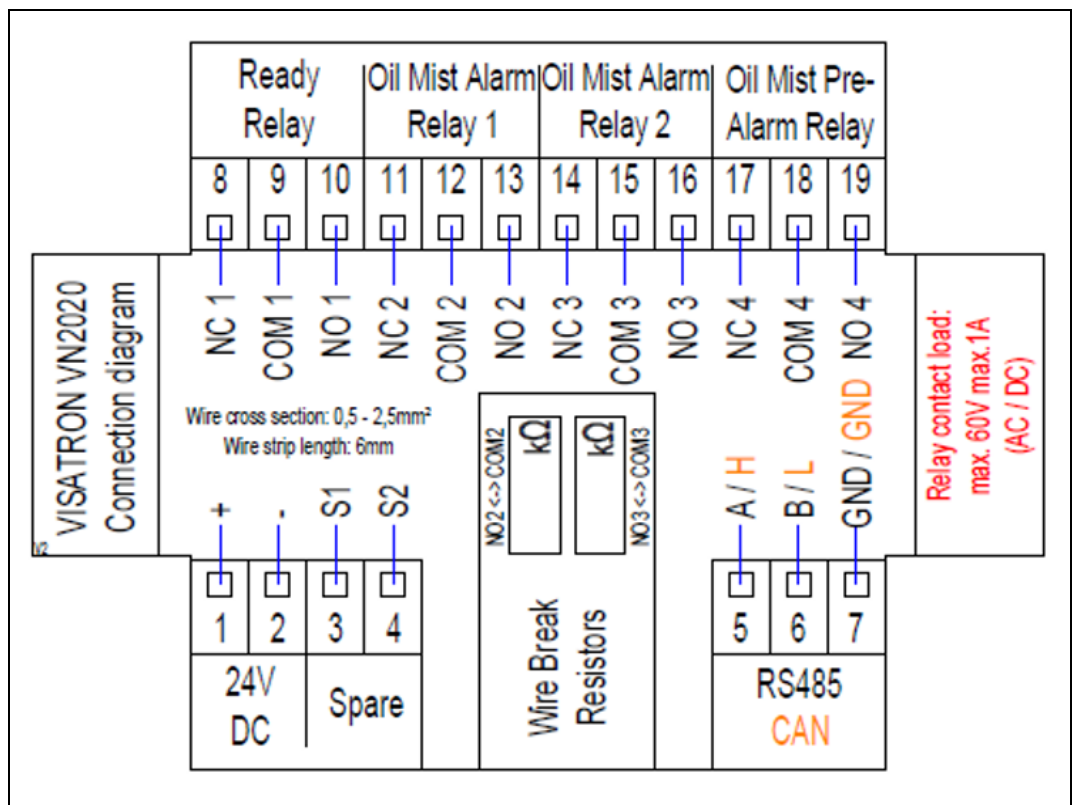 Ready
Relay
Oil Mist Alarm
Relay 1
Oil Mist Alarm
Relay 2
Oil Mist Pre-
Alarm Relay
8 9 10 11 12 13 14 15 16 17 18 19
NC 1 COM 1 NO 1 NC 2 COM 2 NO 2 NC 3 COM 3 NO 3 NC 4 COM 4 NO 4
VISATRON VN2020
Connection diagram
V2
Wire cross section: 0,5 - 2,5mm²
Wire strip length: 6mm
NO2 <-> COM2
kΩ
kΩ
NO3 <-> COM3
Wire Break
Resistors
Relay contact load:
max. 60V max.1A
(AC / DC)
+ - S1 S2
A / H B / L GND / GND
1 2 3 4
5 6 7
24V
DC
Spare
RS485
CAN